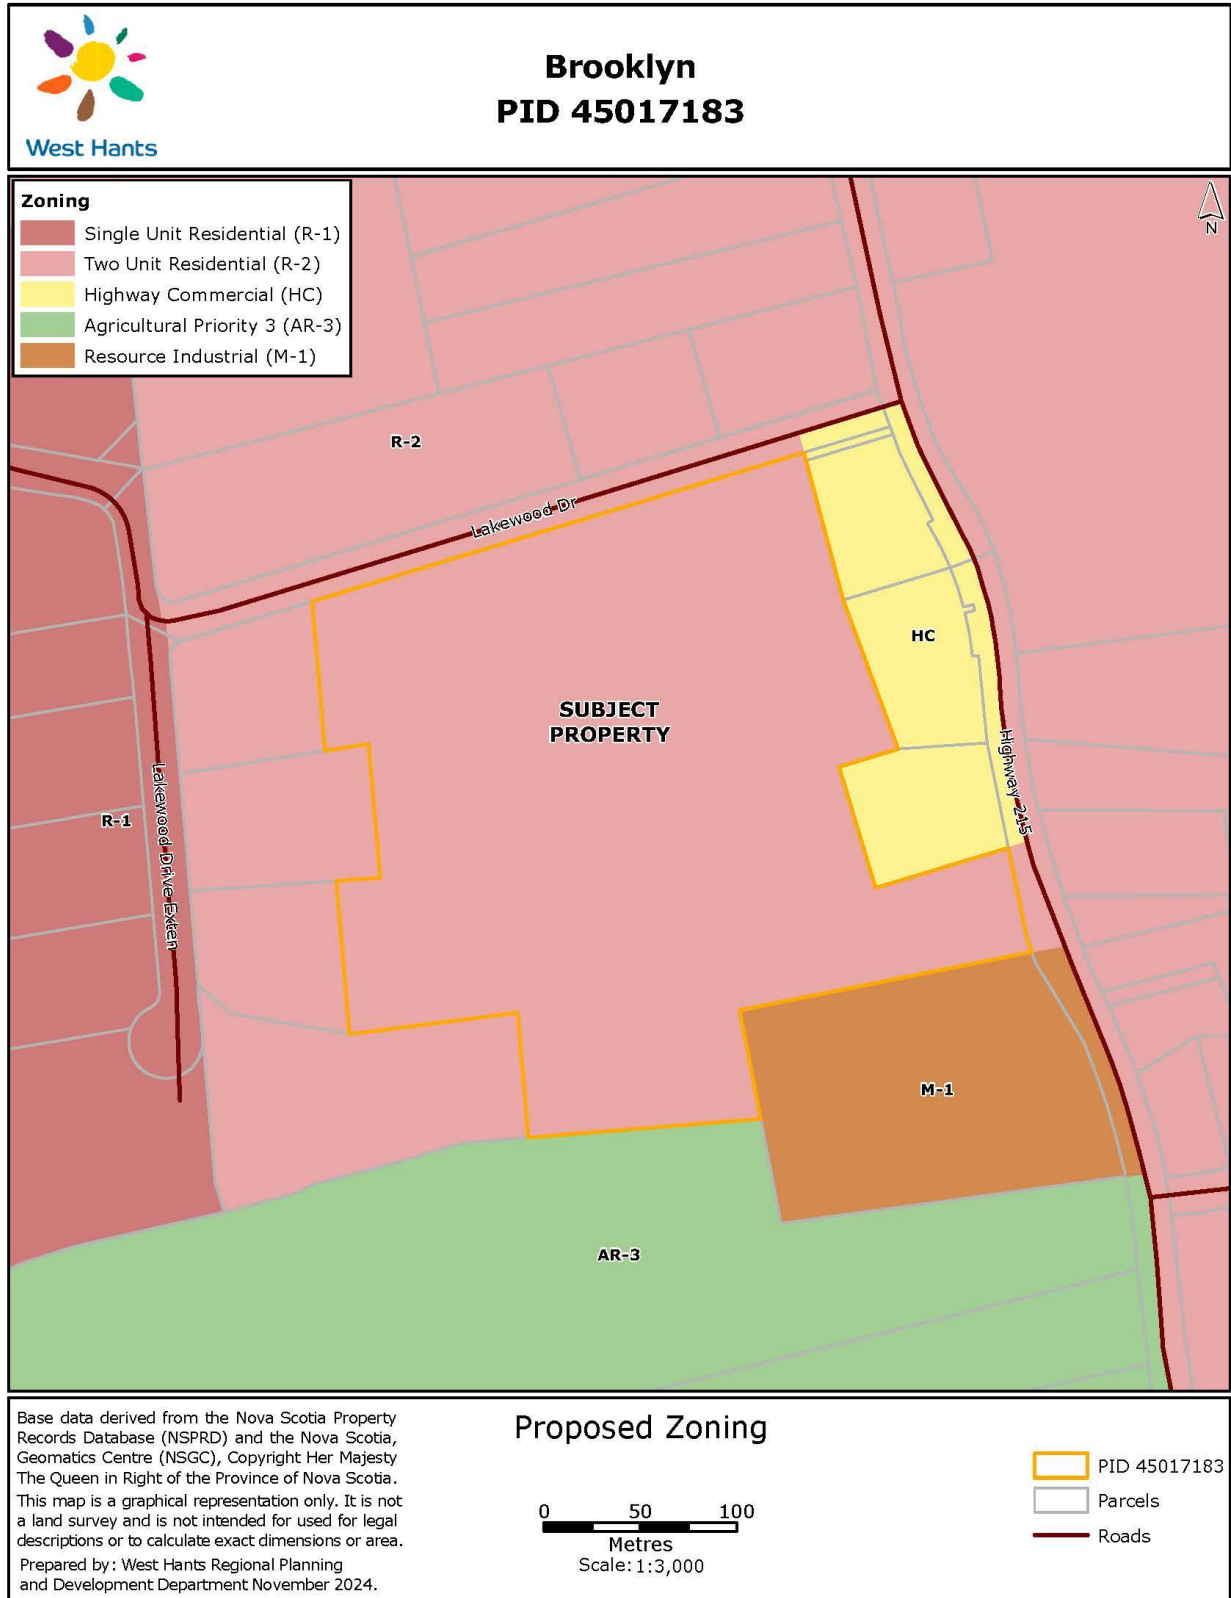 West Hants
Brooklyn
PID 45017183
Zoning
Single Unit Residential (R-1)
Two Unit Residential (R-2)
Highway Commercial (HC)
Agricultural Priority 3 (AR-3)
Resource Industrial (M-1)
N
R-2
Lakewood Dr
HC
SUBJECT
PROPERTY
Highway 215
Lakewood Drive Exten
R-1
M-1
AR-3
Base data derived from the Nova Scotia Property
Records Database (NSPRD) and the Nova Scotia,
Geomatics Centre (NSGC), Copyright Her Majesty
The Queen in Right of the Province of Nova Scotia.
This map is a graphical representation only. It is not
a land survey and is not intended for used for legal
descriptions or to calculate exact dimensions or area.
Prepared by: West Hants Regional Planning
and Development Department November 2024.
Proposed Zoning
0 50 100
Metres
Scale: 1:3,000
PID 45017183
Parcels
Roads